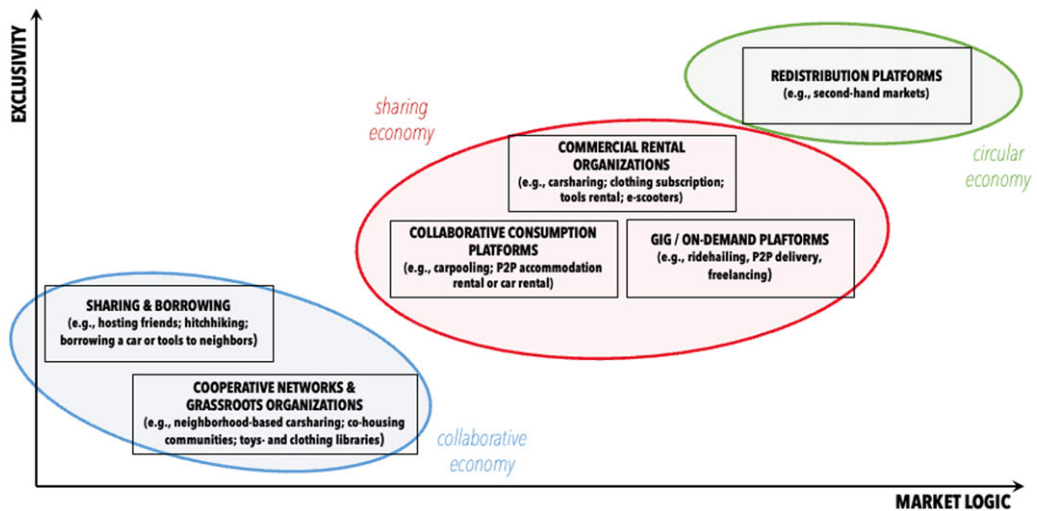 EXCLUSIVITY
REDISTRIBUTION PLATFORMS
(e.g., second-hand markets)
circular
economy
sharing
economy
COMMERCIAL RENTAL
ORGANIZATIONS
(e.g., carsharing; clothing subscription;
tools rental; e-scooters)
COLLABORATIVE CONSUMPTION
PLATFORMS
(e.g., carpooling; P2P accommodation
rental or car rental)
GIG / ON-DEMAND PLAFTORMS
(e.g., ridehailing, P2P delivery,
freelancing)
SHARING & BORROWING
(e.g., hosting friends; hitchhiking;
borrowing a car or tools to neighbors)
COOPERATIVE NETWORKS &
GRASSROOTS ORGANIZATIONS
(e.g., neighborhood-based carsharing; co-housing
communities; toys- and clothing libraries)
collaborative
economy
MARKET LOGIC